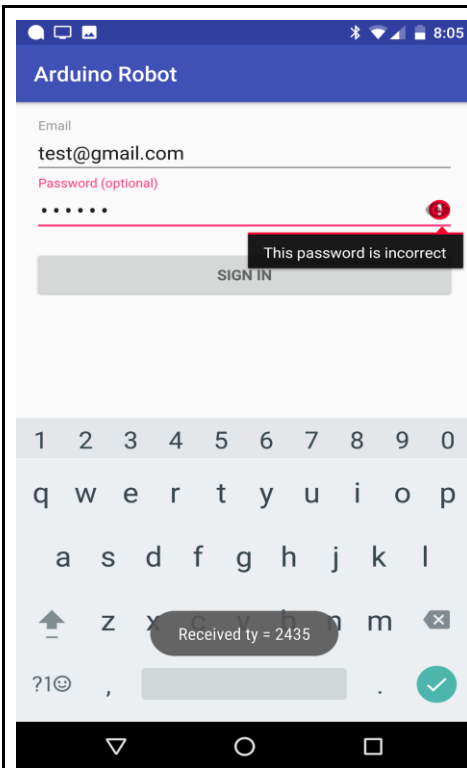 8:05
Arduino Robot
Email
test@gmail.com
Password (optional)
••••••
This password is incorrect
SIGN IN
1 2 3 4 5 6 7 8 9 0
q w e r t y u i o p
a s d f g h j k l
z x c v b n m
Received ty = 2435
?1☺ , .